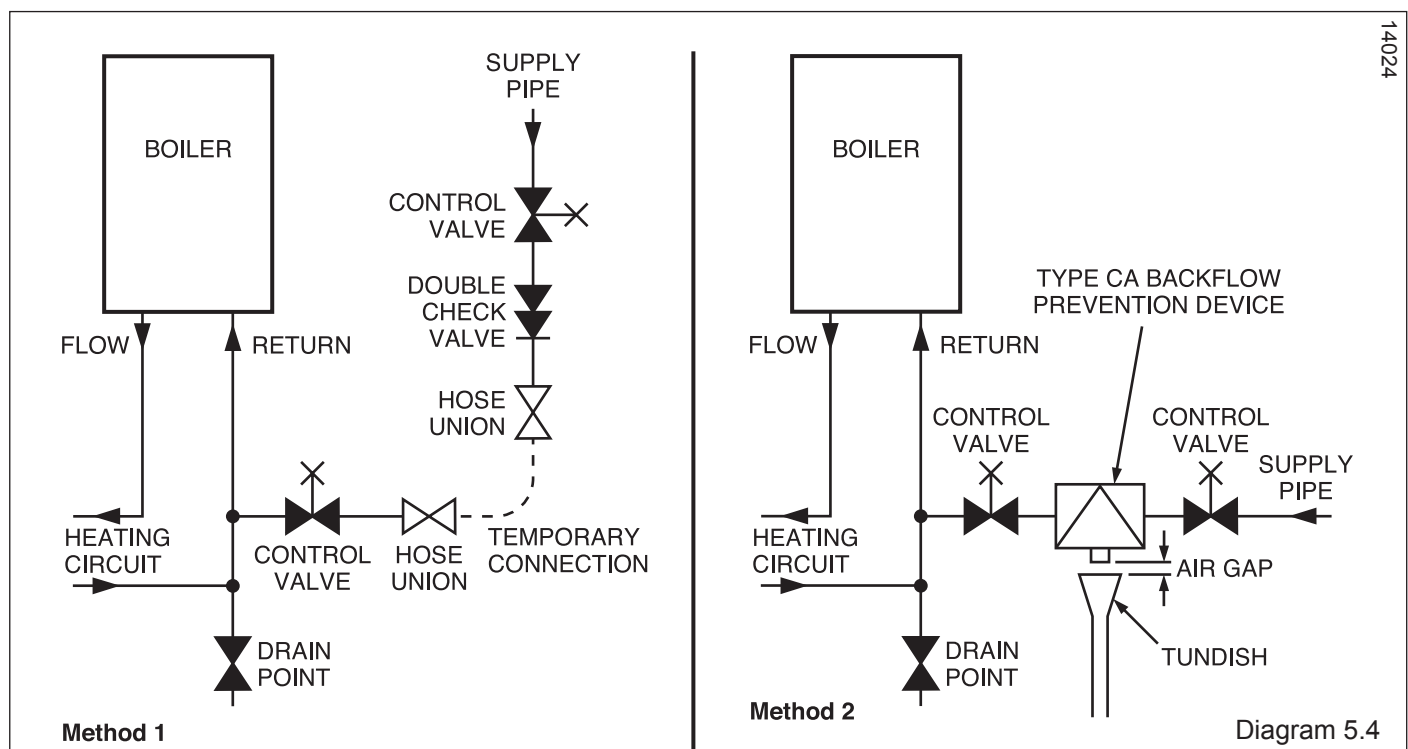 SUPPLY
PIPE
BOILER
CONTROL
VALVE
DOUBLE
CHECK
VALVE
FLOW
RETURN
HOSE
UNION
HEATING
CIRCUIT
CONTROL
VALVE
HOSE
UNION
TEMPORARY
CONNECTION
DRAIN
POINT
Method 1
14024
BOILER
TYPE CA BACKFLOW
PREVENTION DEVICE
FLOW
RETURN
CONTROL
VALVE
CONTROL
VALVE
SUPPLY
PIPE
HEATING
CIRCUIT
AIR GAP
DRAIN
POINT
TUNDISH
Method 2
Diagram 5.4